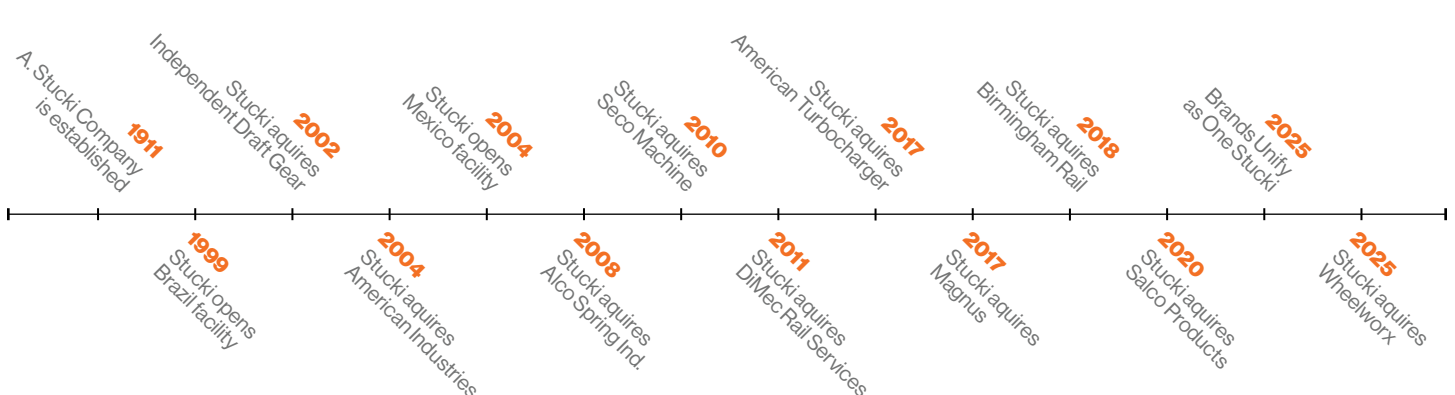 1911
A. Stucki Company
is established
1999
Stucki opens
Brazil facility
2002
Stucki aquires
Independent Draft Gear
2004
Stucki aquires
American Industries
2004
Stucki opens
Mexico facility
2008
Stucki aquires
Alco Spring Ind.
2010
Stucki aquires
Seco Machine
2011
Stucki aquires
DiMec Rail Services
2017
Stucki aquires
American Turbocharger
2017
Stucki aquires
Magnus
2018
Stucki aquires
Birmingham Rail
2020
Stucki aquires
Salco Products
2025
Brands Unify
as One Stucki
2025
Stucki aquires
Wheelworx